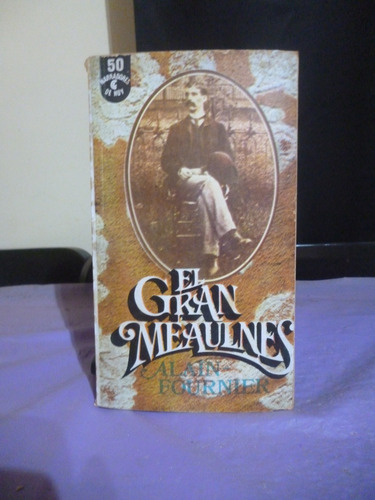 50
NARRADORES
DE HOY
EL
GRAN
MEAULNES
ALAIN
FOURNIER